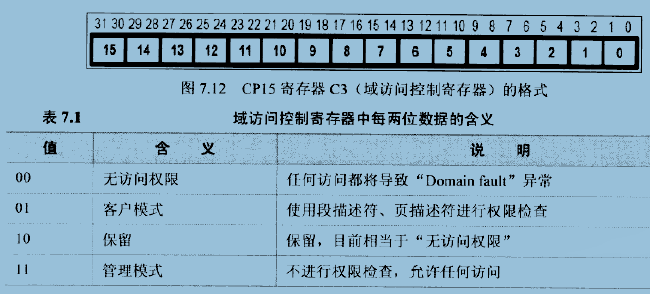 31 30 29 28 27 26 25 24 23 22 21 20 19 18 17 16 15 14 13 12 11 10 9 8 7 6 5 4 3 2 1 0
15 14 13 12 11 10 9 8 7 6 5 4 3 2 1 0
图 7.12 CP15 寄存器 C3（域访问控制寄存器）的格式
表 7.1 域访问控制寄存器中每两位数据的含义
值 含 义 说 明
00 无访问权限 任何访问都将导致“Domain fault”异常
01 客户模式 使用段描述符、页描述符进行权限检查
10 保留 保留，目前相当于“无访问权限”
11 管理模式 不进行权限检查，允许任何访问